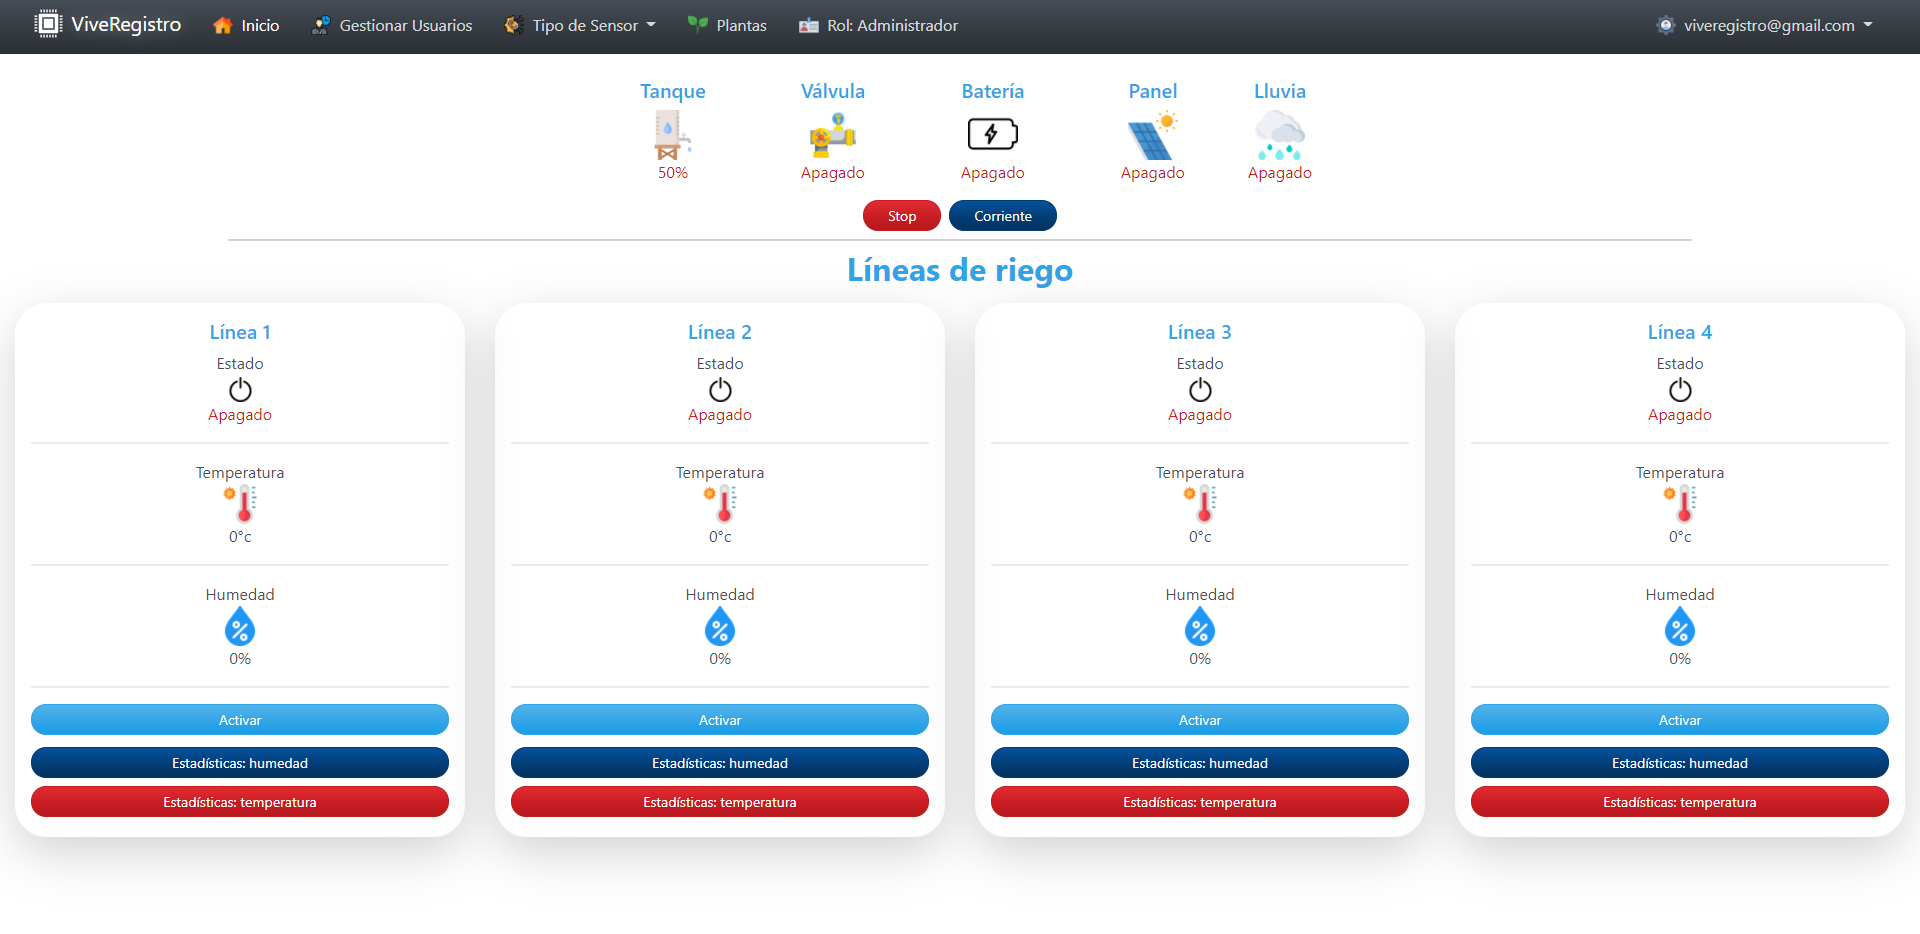 ViveRegistro Inicio Gestionar Usuarios Tipo de Sensor Plantas Rol: Administrador viveregistro@gmail.com
Tanque Válvula Batería Panel Lluvia
50% Apagado Apagado Apagado Apagado
Stop Corriente
Líneas de riego
Línea 1 Línea 2 Línea 3 Línea 4
Estado Estado Estado Estado
Apagado Apagado Apagado Apagado
Temperatura Temperatura Temperatura Temperatura
0°c 0°c 0°c 0°c
Humedad Humedad Humedad Humedad
0% 0% 0% 0%
Activar Activar Activar Activar
Estadísticas: humedad Estadísticas: humedad Estadísticas: humedad Estadísticas: humedad
Estadísticas: temperatura Estadísticas: temperatura Estadísticas: temperatura Estadísticas: temperatura